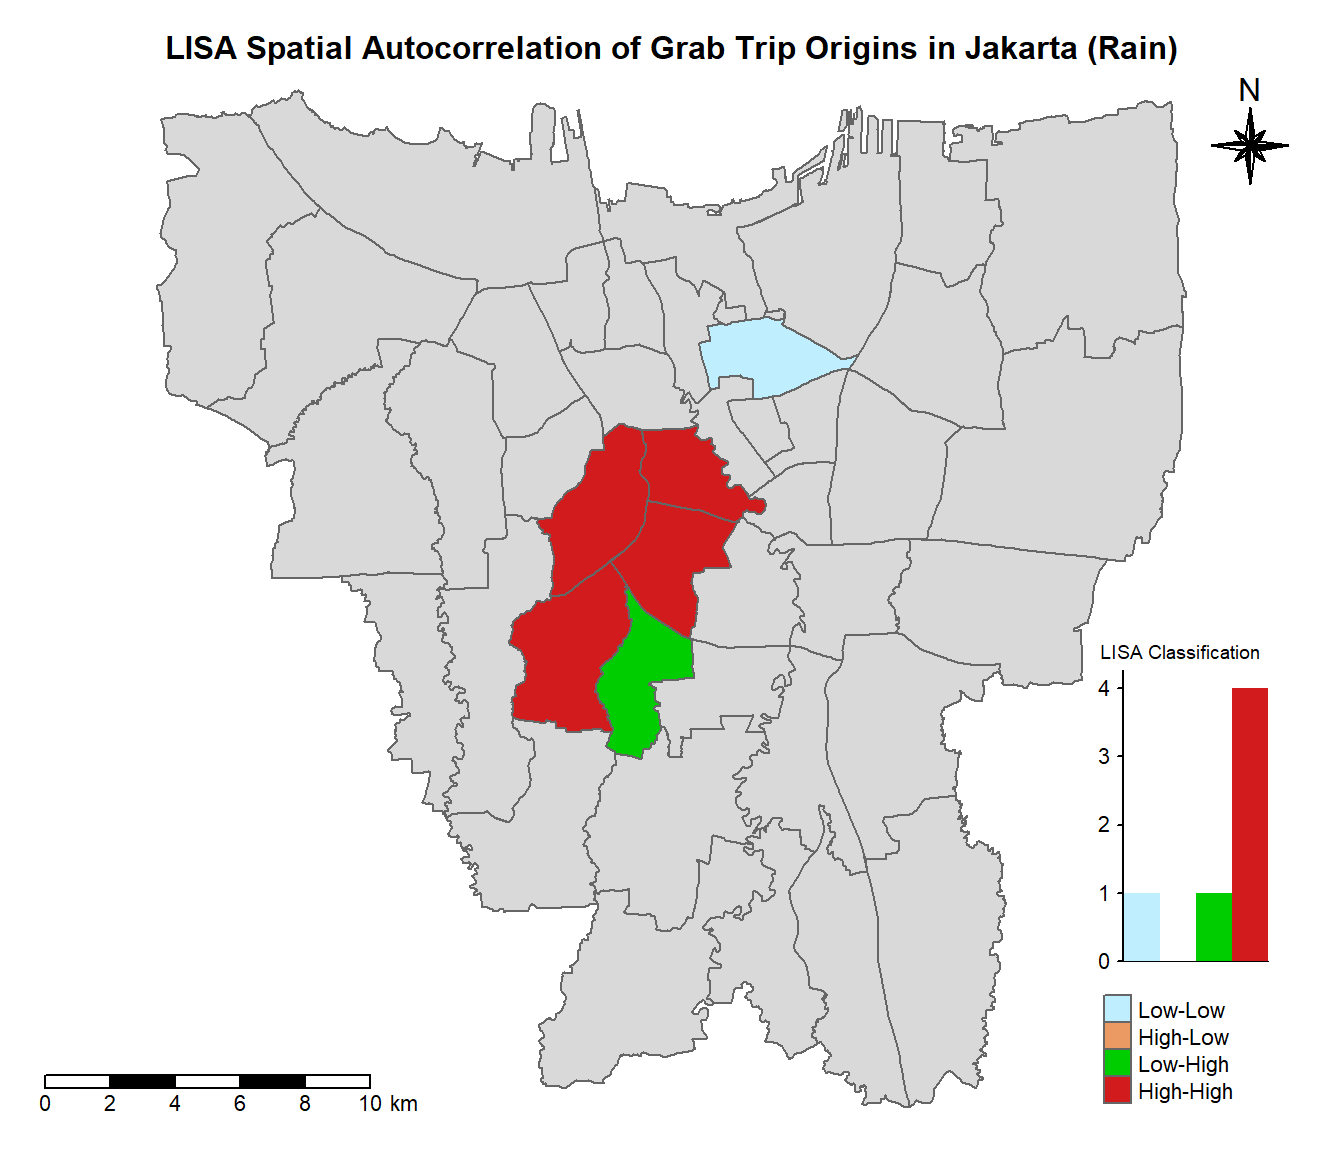 LISA Spatial Autocorrelation of Grab Trip Origins in Jakarta (Rain)
N
LISA Classification
4
3
2
1
0
Low-Low
High-Low
Low-High
High-High
0 2 4 6 8 10 km